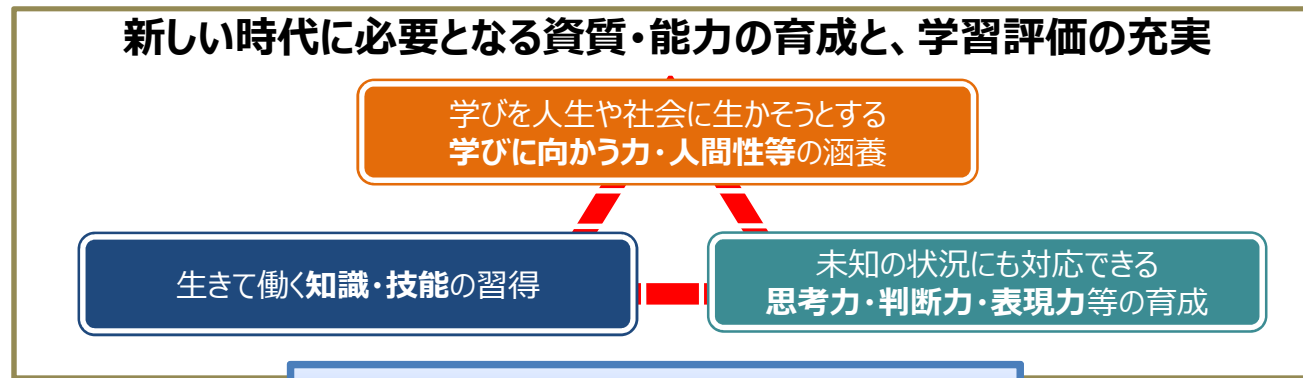 新しい時代に必要となる資質・能力の育成と、学習評価の充実
学びを人生や社会に生かそうとする
学びに向かう力・人間性等の涵養
生きて働く知識・技能の習得
未知の状況にも対応できる
思考力・判断力・表現力等の育成